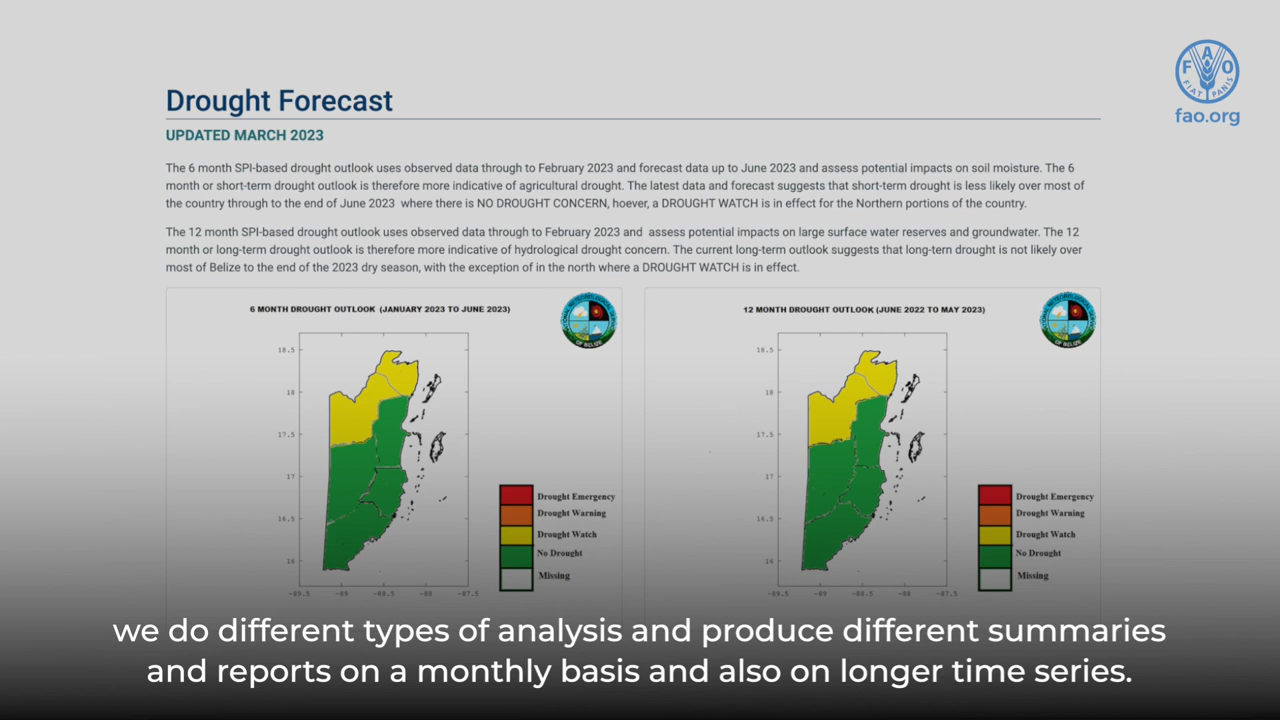 F A O
FIAT PANIS
fao.org
Drought Forecast
UPDATED MARCH 2023
The 6 month SPI-based drought outlook uses observed data through to February 2023 and forecast data up to June 2023 and assess potential impacts on soil moisture. The 6
month or short-term drought outlook is therefore more indicative of agricultural drought. The latest data and forecast suggests that short-term drought is less likely over most of
the country through to the end of June 2023 where there is NO DROUGHT CONCERN, hoever, a DROUGHT WATCH is in effect for the Northern portions of the country.
The 12 month SPI-based drought outlook uses observed data through to February 2023 and assess potential impacts on large surface water reserves and groundwater. The 12
month or long-term drought outlook is therefore more indicative of hydrological drought concern. The current long-term outlook suggests that long-tern drought is not likely over
most of Belize to the end of the 2023 dry season, with the exception of in the north where a DROUGHT WATCH is in effect.
6 MONTH DROUGHT OUTLOOK (JANUARY 2023 TO JUNE 2023)
OF BELIZE
18.5
18
17.5
17
16.5
16
-89.5 -89 -88.5 -88 -87.5
Drought Emergency
Drought Warning
Drought Watch
No Drought
Missing
12 MONTH DROUGHT OUTLOOK (JUNE 2022 TO MAY 2023)
OF BELIZE
18.5
18
17.5
17
16.5
16
-89.5 -89 -88.5 -88 -87.5
Drought Emergency
Drought Warning
Drought Watch
No Drought
Missing
we do different types of analysis and produce different summaries
and reports on a monthly basis and also on longer time series.